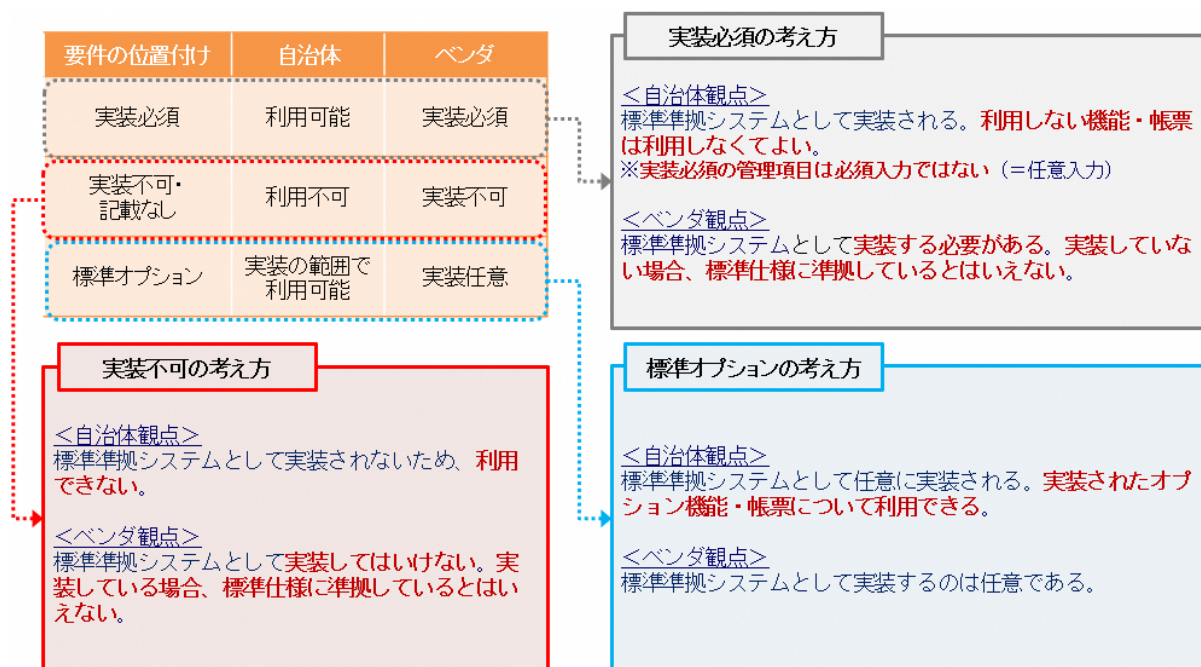 要件の位置付け 自治体 ベンダ
実装必須 利用可能 実装必須
実装不可・
記載なし
利用不可 実装不可
標準オプション
実装の範囲で
利用可能
実装任意
実装必須の考え方
<自治体観点>
標準準拠システムとして実装される。利用しない機能・帳票
は利用しなくてよい。
※実装必須の管理項目は必須入力ではない(=任意入力)
<ベンダ観点>
標準準拠システムとして実装する必要がある。実装していな
い場合、標準仕様に準拠しているとはいえない。
実装不可の考え方
<自治体観点>
標準準拠システムとして実装されないため、利用
できない。
<ベンダ観点>
標準準拠システムとして実装してはいけない。実
装している場合、標準仕様に準拠しているとはい
えない。
標準オプションの考え方
<自治体観点>
標準準拠システムとして任意に実装される。実装されたオプ
ション機能・帳票について利用できる。
<ベンダ観点>
標準準拠システムとして実装するのは任意である。